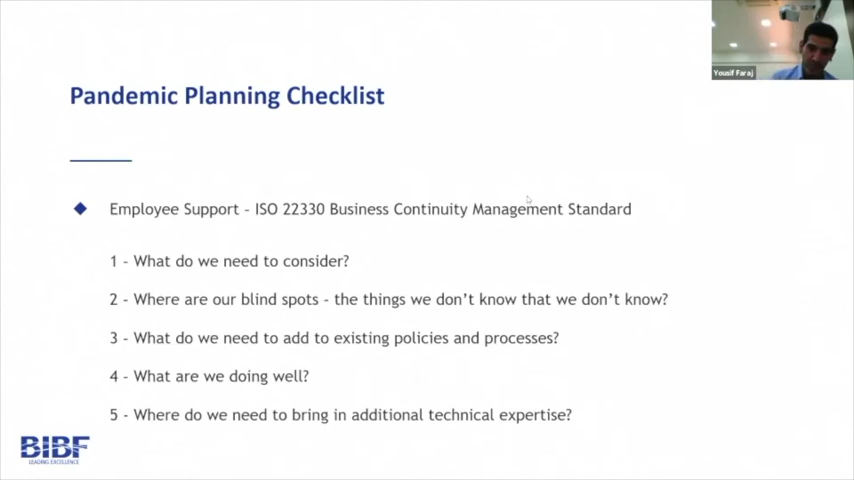 Yousif Faraj
Pandemic Planning Checklist
Employee Support – ISO 22330 Business Continuity Management Standard
1 – What do we need to consider?
2 – Where are our blind spots – the things we don't know that we don't know?
3 – What do we need to add to existing policies and processes?
4 – What are we doing well?
5 – Where do we need to bring in additional technical expertise?
BIBF
LEADING EXCELLENCE